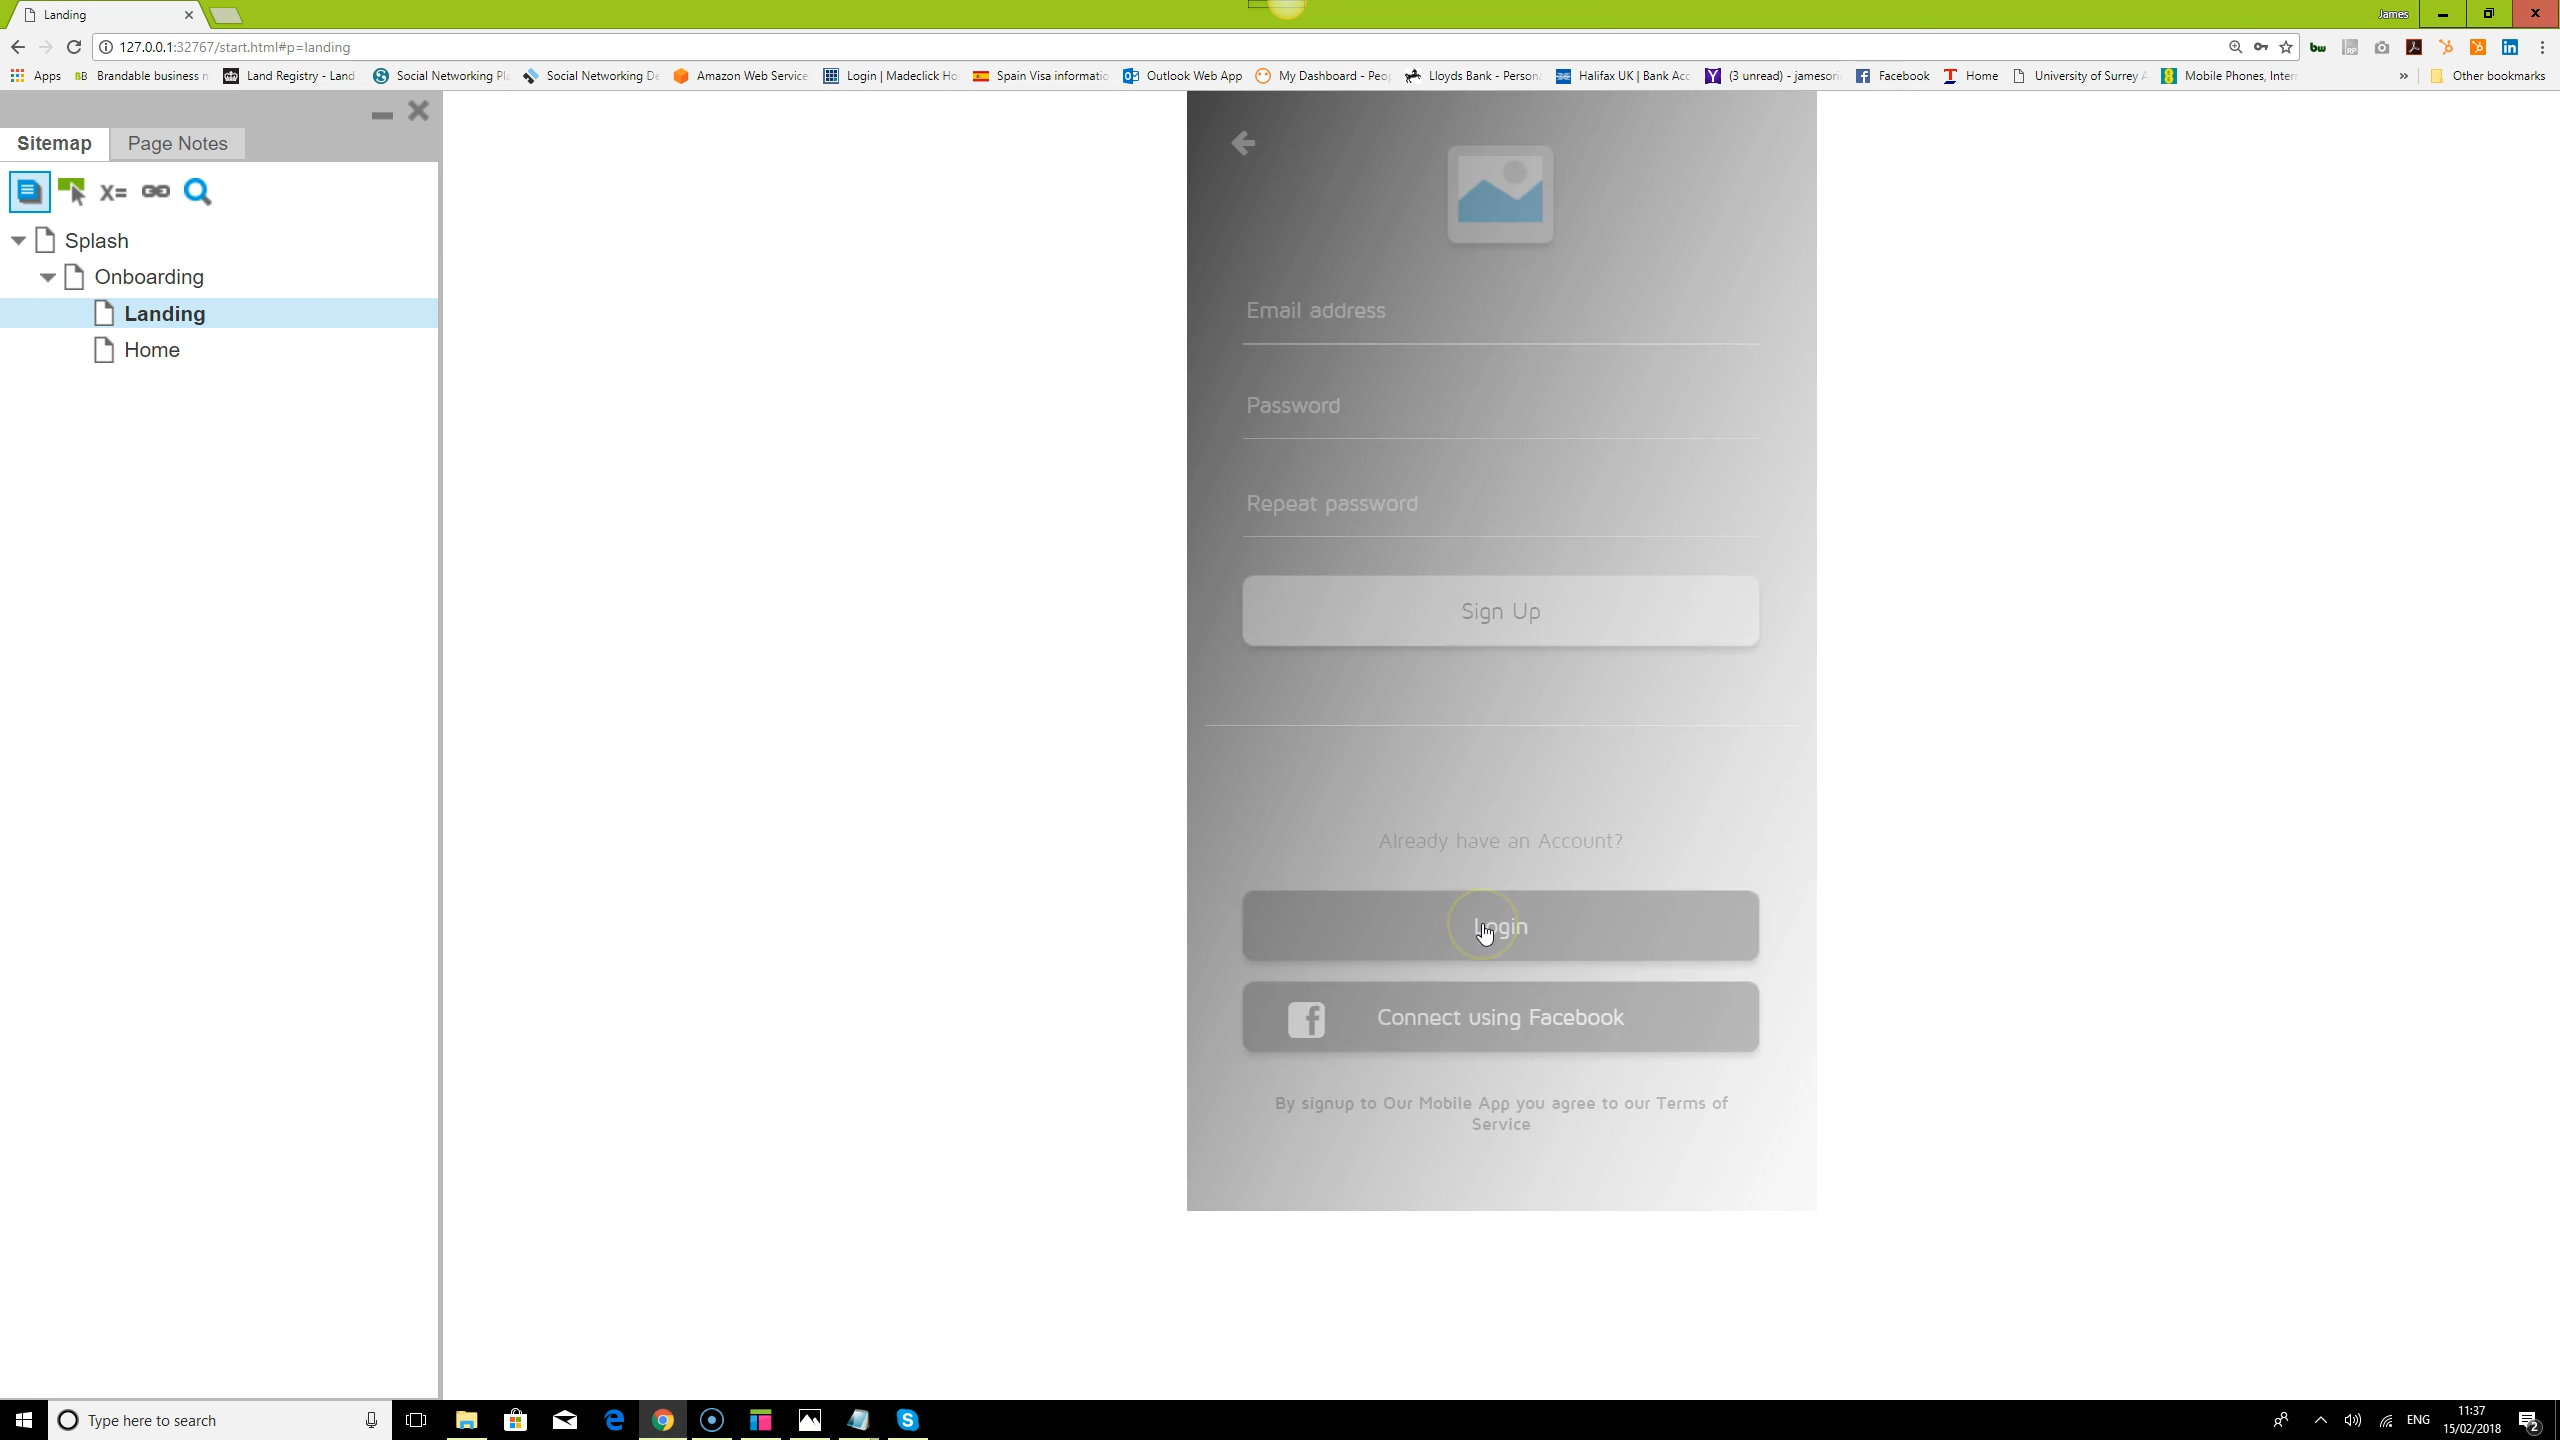 Landing
James
127.0.0.1:32767/start.html#p=landing
Apps
Brandable business n
Land Registry - Land
Social Networking Pl
Social Networking De
Amazon Web Service
Login | Madeclick Ho
Spain Visa informatio
Outlook Web App
My Dashboard - Peo
Lloyds Bank - Person
Halifax UK | Bank Acc
(3 unread) - jamesor
Facebook
Home
University of Surrey
Mobile Phones, Inter
»
Other bookmarks
Sitemap
Page Notes
X=
Splash
Onboarding
Landing
Home
Email address
Password
Repeat password
Sign Up
Already have an Account?
Login
Connect using Facebook
By signup to Our Mobile App you agree to our Terms of
Service
Type here to search
ENG
11:37
15/02/2018
2